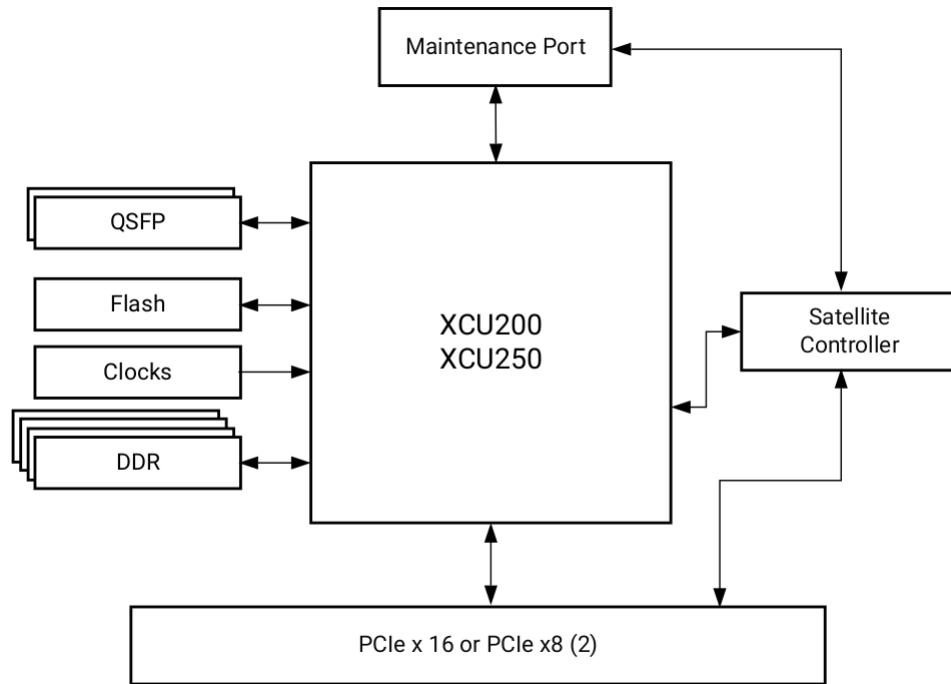 Maintenance Port
QSFP
Flash
Clocks
DDR
XCU200
XCU250
Satellite
Controller
PCIe x 16 or PCIe x8 (2)